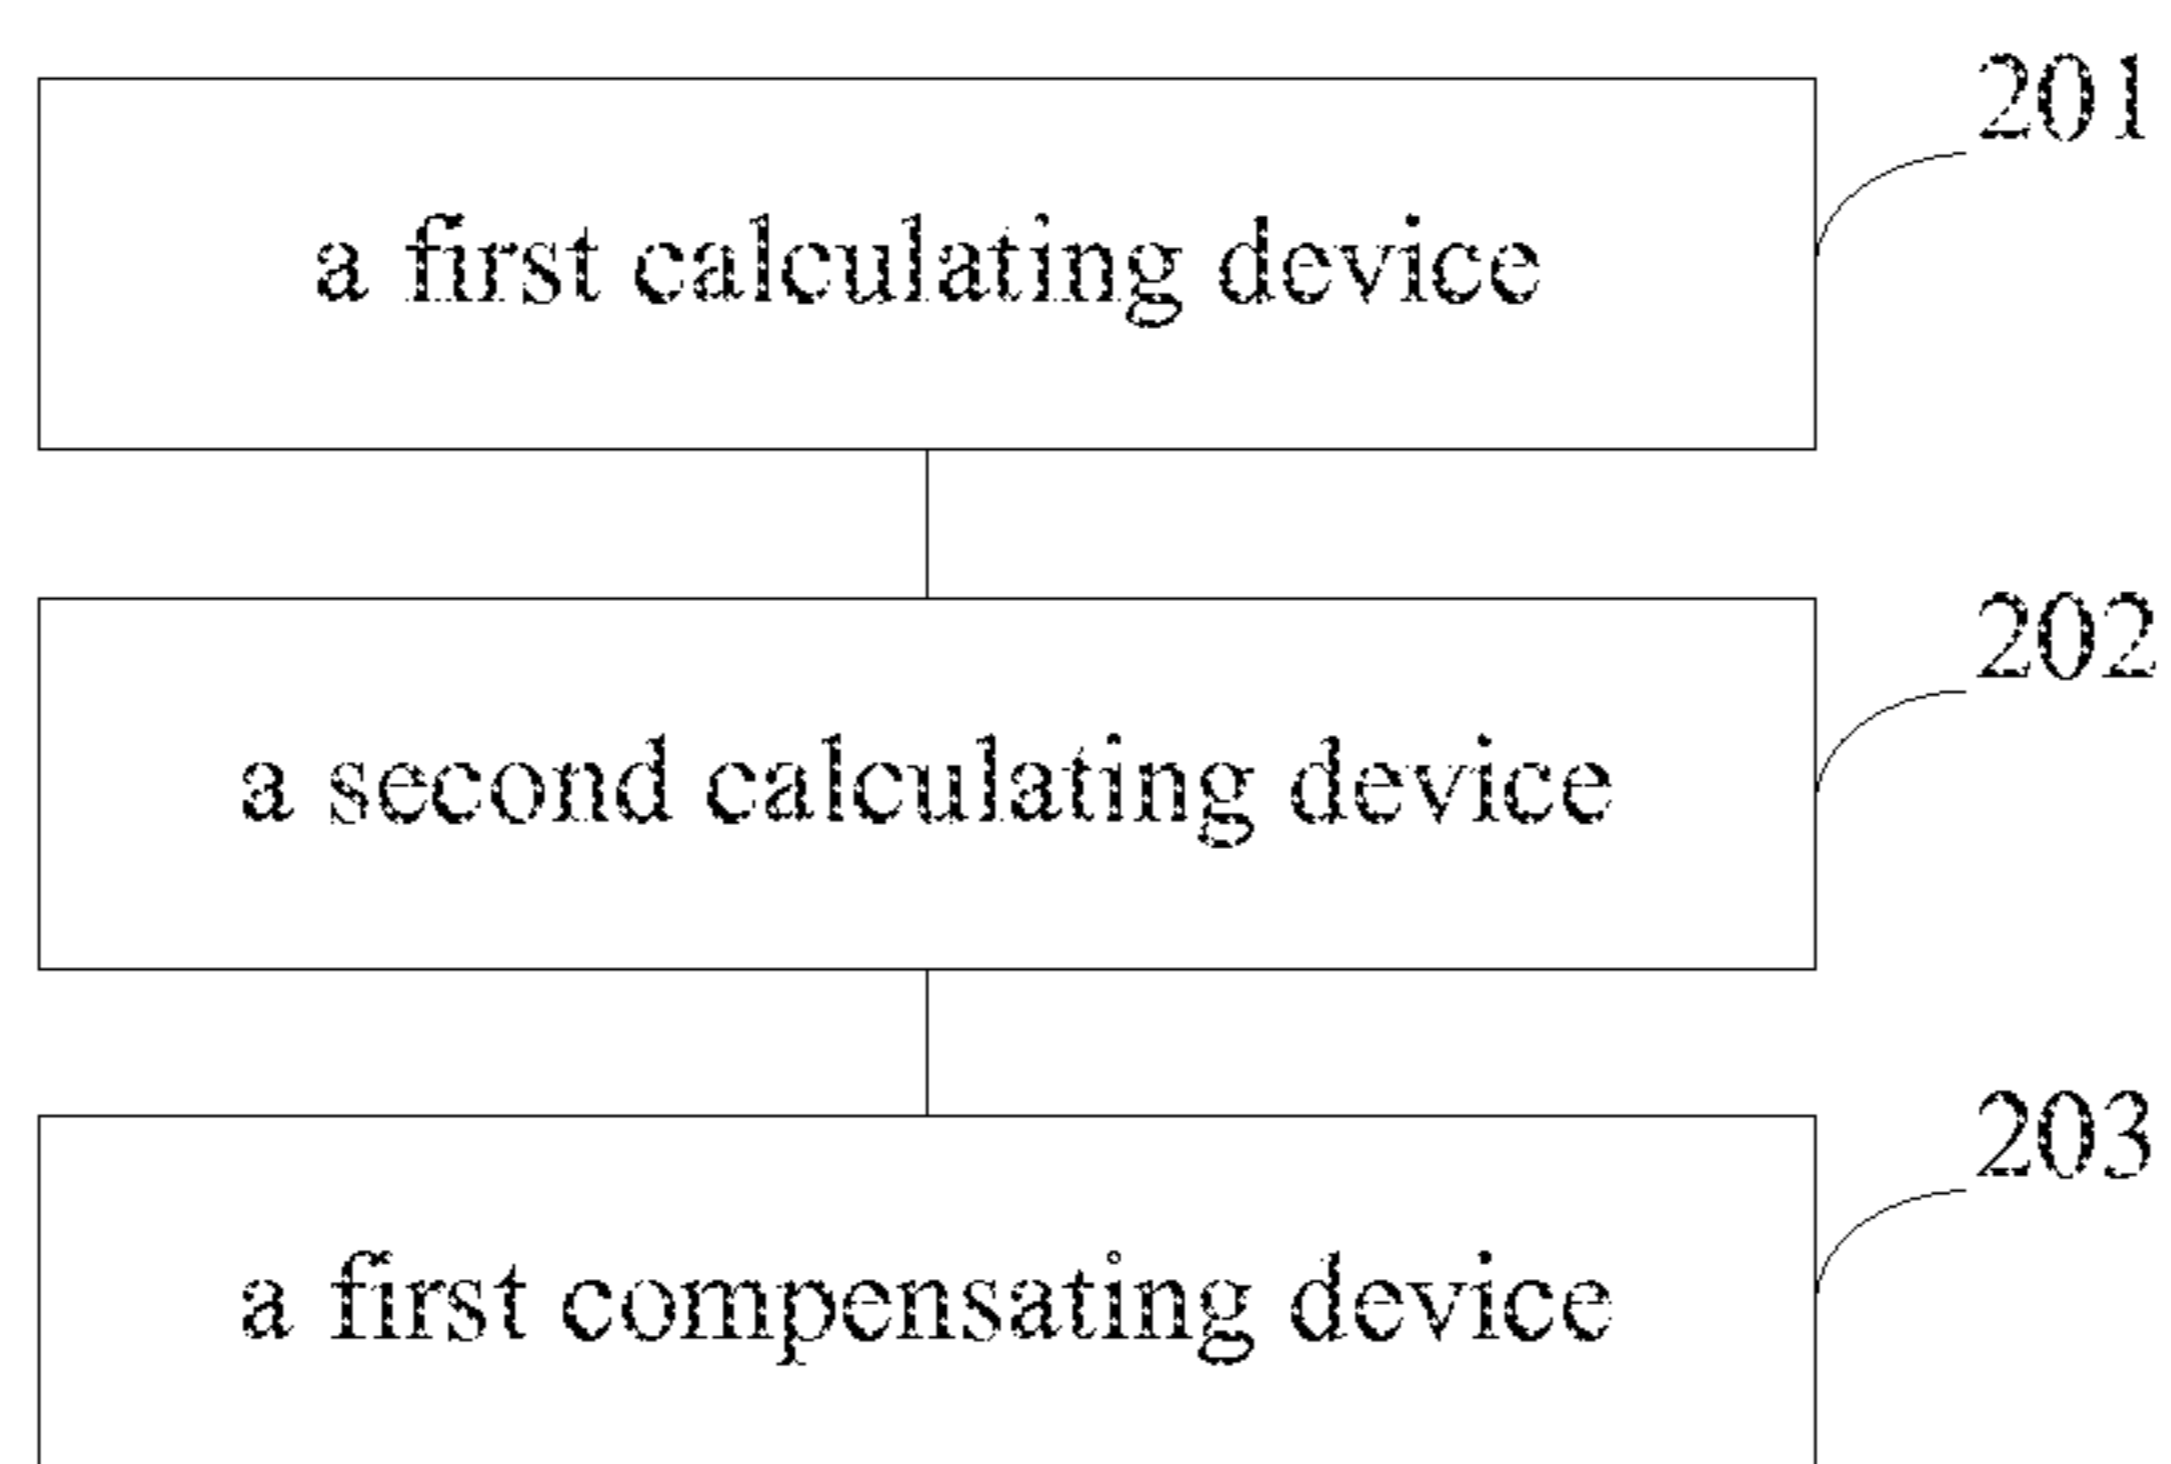 201
a first calculating device
202
a second calculating device
203
a first compensating device